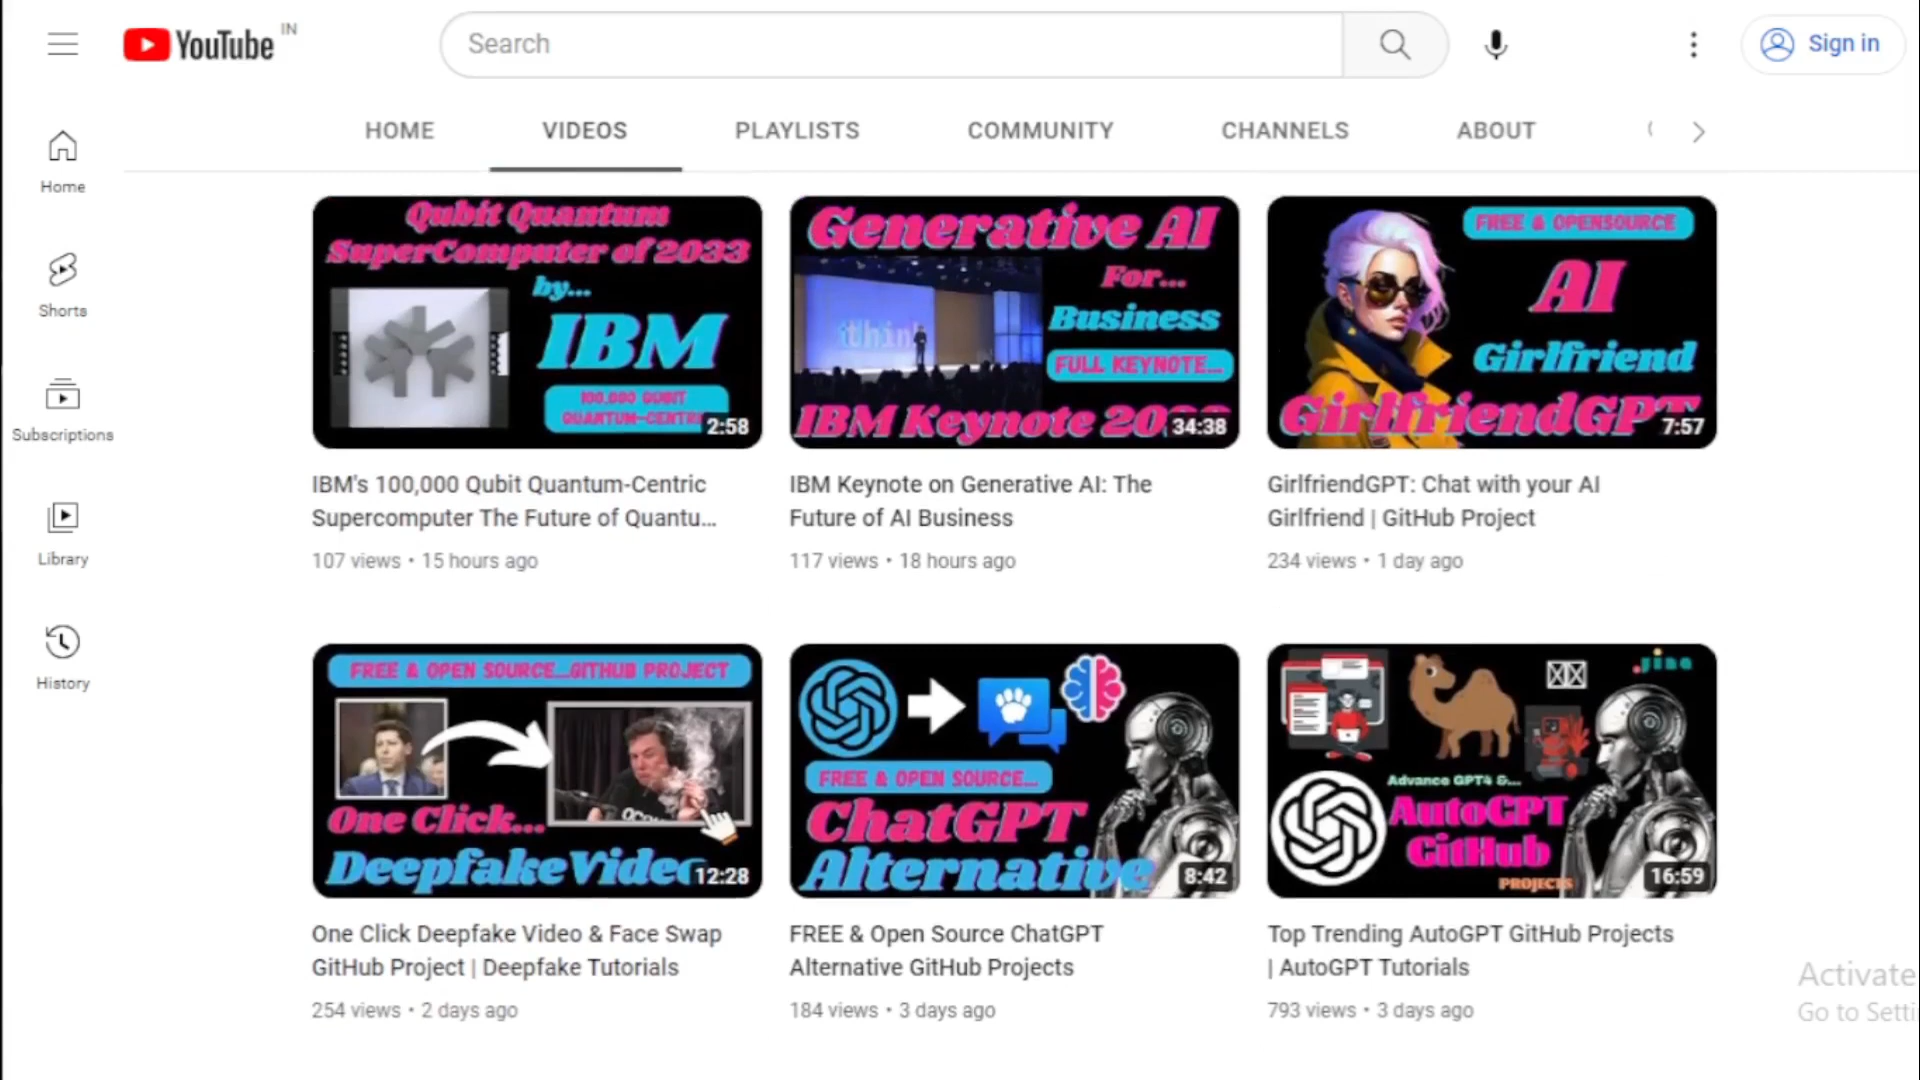 YouTube IN
Search
Sign in
HOME
VIDEOS
PLAYLISTS
COMMUNITY
CHANNELS
ABOUT
Home
Shorts
Subscriptions
Library
History
Qubit Quantum
SuperComputer of 2033
by...
IBM
100,000 QUBIT
QUANTUM-CENTR
2:58
IBM's 100,000 Qubit Quantum-Centric
Supercomputer The Future of Quantu...
107 views • 15 hours ago
Generative AI
For...
think
Business
FULL KEYNOTE...
IBM Keynote 20
34:38
IBM Keynote on Generative AI: The
Future of AI Business
117 views • 18 hours ago
FREE & OPENSOURCE
AI
Girlfriend
GirlfriendGPT
7:57
GirlfriendGPT: Chat with your AI
Girlfriend | GitHub Project
234 views • 1 day ago
FREE & OPEN SOURCE...GITHUB PROJECT
One Click...
Deepfake Video
12:28
One Click Deepfake Video & Face Swap
GitHub Project | Deepfake Tutorials
254 views • 2 days ago
FREE & OPEN SOURCE...
ChatGPT
Alternative
8:42
FREE & Open Source ChatGPT
Alternative GitHub Projects
184 views • 3 days ago
jina
Advance GPT4 &...
AutoGPT
GitHub
PROJECTS
16:59
Top Trending AutoGPT GitHub Projects
| AutoGPT Tutorials
793 views • 3 days ago
Activate
Go to Setti